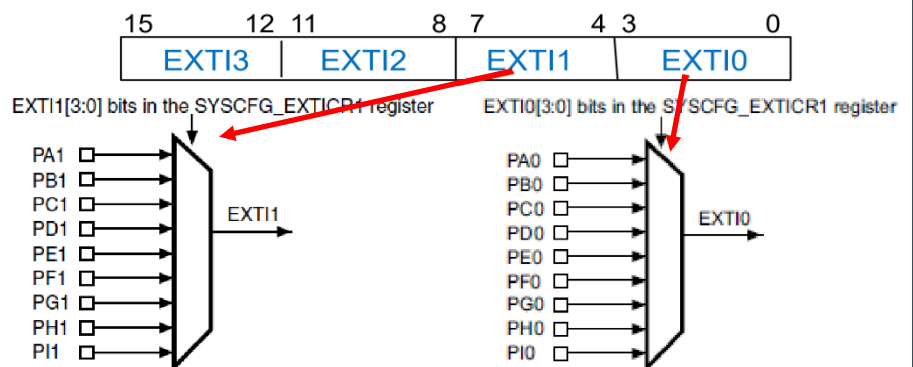 15 12 11 8 7 4 3 0
EXTI3 EXTI2 EXTI1 EXTI0
EXTI1[3:0] bits in the SYSCFG_EXTICR1 register
EXTI0[3:0] bits in the SYSCFG_EXTICR1 register
PA1
PB1
PC1
PD1
PE1
PF1
PG1
PH1
PI1
EXTI1
PA0
PB0
PC0
PD0
PE0
PF0
PG0
PH0
PI0
EXTI0